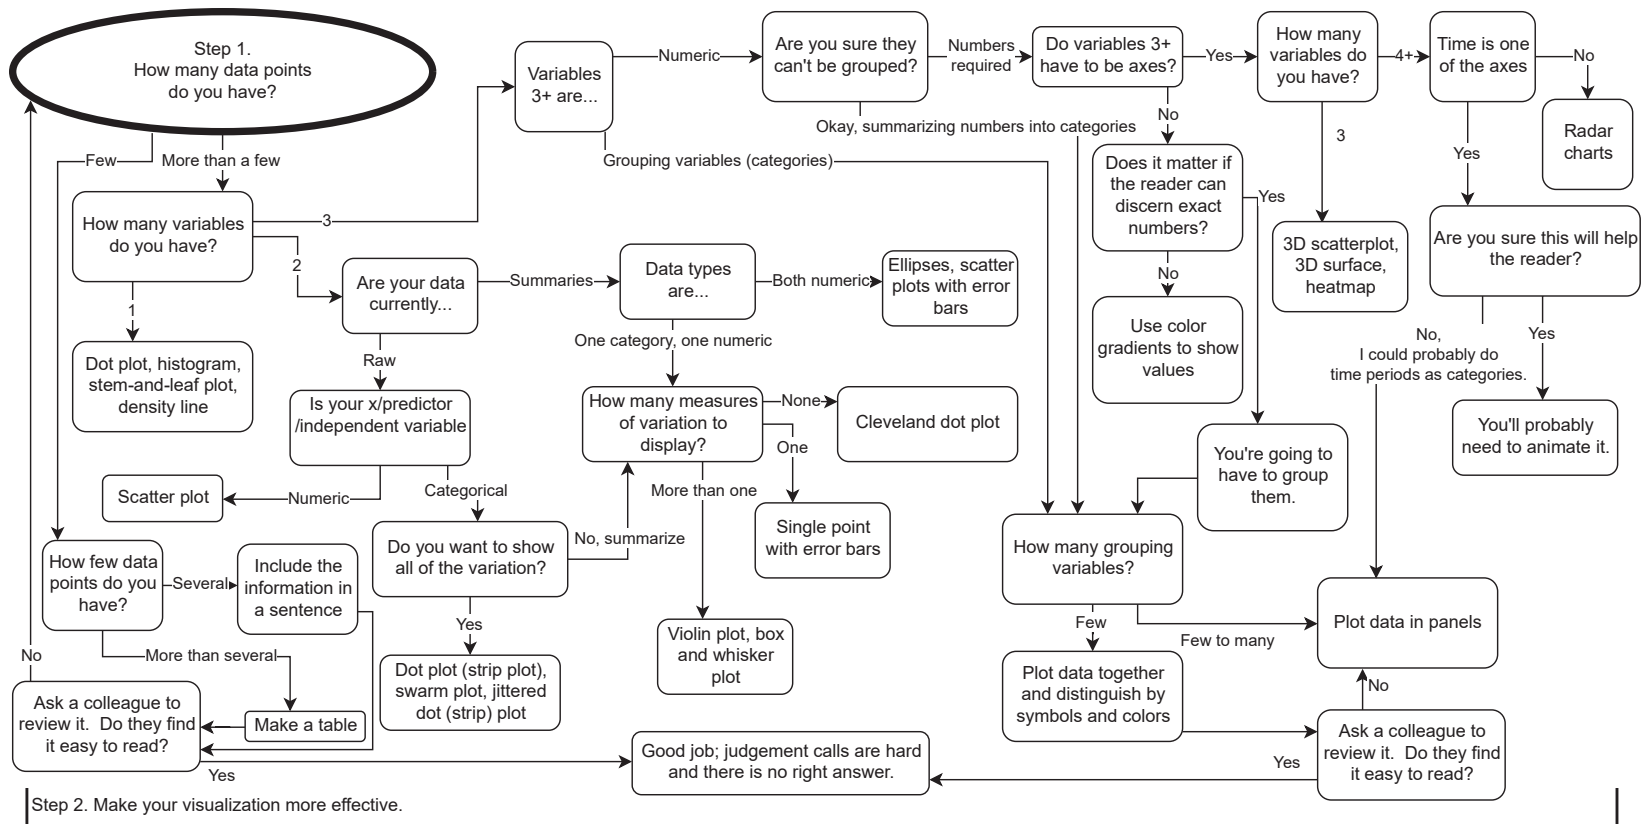 Step 1.
How many data points
do you have?
Few
More than a few
How many variables
do you have?
3
2
1
Dot plot, histogram,
stem-and-leaf plot,
density line
Variables
3+ are...
Numeric
Are you sure they
can't be grouped?
Numbers
required
Do variables 3+
have to be axes?
Yes
How many
variables do
you have?
4+
Time is one
of the axes
No
Radar
charts
Okay, summarizing numbers into categories
Grouping variables (categories)
No
3
Yes
Does it matter if
the reader can
discern exact
numbers?
Yes
No
Use color
gradients to show
values
3D scatterplot,
3D surface,
heatmap
Are you sure this will help
the reader?
No,
I could probably do
time periods as categories.
Yes
You'll probably
need to animate it.
You're going to
have to group
them.
Are your data
currently...
Summaries
Data types
are...
Both numeric
Ellipses, scatter
plots with error
bars
One category, one numeric
Raw
Is your x/predictor
/independent variable
Numeric
Scatter plot
Categorical
How many measures
of variation to
display?
None
Cleveland dot plot
One
Single point
with error bars
More than one
Violin plot, box
and whisker
plot
Do you want to show
all of the variation?
No, summarize
Yes
Dot plot (strip plot),
swarm plot, jittered
dot (strip) plot
How few data
points do you
have?
Several
Include the
information in
a sentence
More than several
Make a table
No
Ask a colleague to
review it. Do they find
it easy to read?
Yes
Good job; judgement calls are hard
and there is no right answer.
How many grouping
variables?
Few
Few to many
Plot data in panels
Plot data together
and distinguish by
symbols and colors
No
Ask a colleague to
review it. Do they find
it easy to read?
Yes
Step 2. Make your visualization more effective.